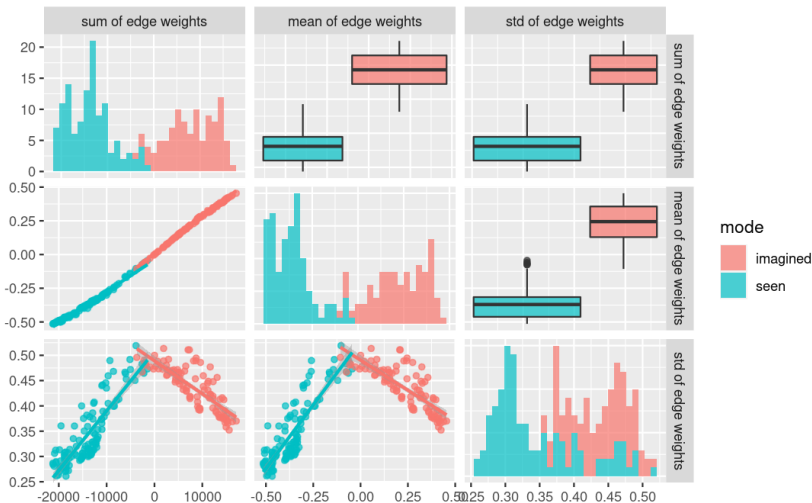 sum of edge weights mean of edge weights std of edge weights
20
15
10
5
0
sum of edge weights
0.50
0.25
0.00
-0.25
-0.50
mean of edge weights
mode
imagined
seen
0.50
0.45
0.40
0.35
0.30
0.25
std of edge weights
-20000 -10000 0 10000 -0.50 -0.25 0.00 0.25 0.50 0.25 0.30 0.35 0.40 0.45 0.50